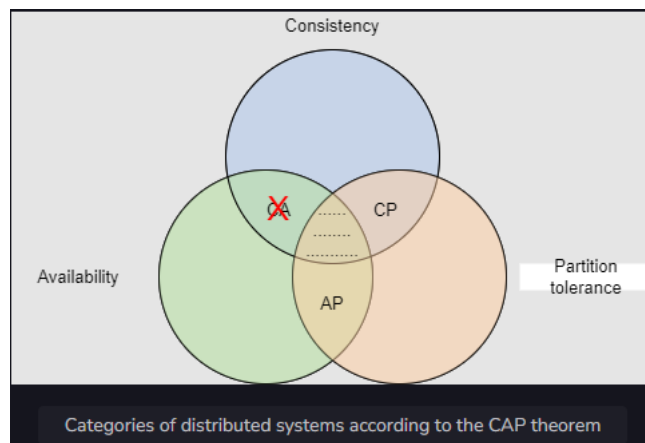 Consistency
CA
CP
Availability
Partition
tolerance
AP
Categories of distributed systems according to the CAP theorem